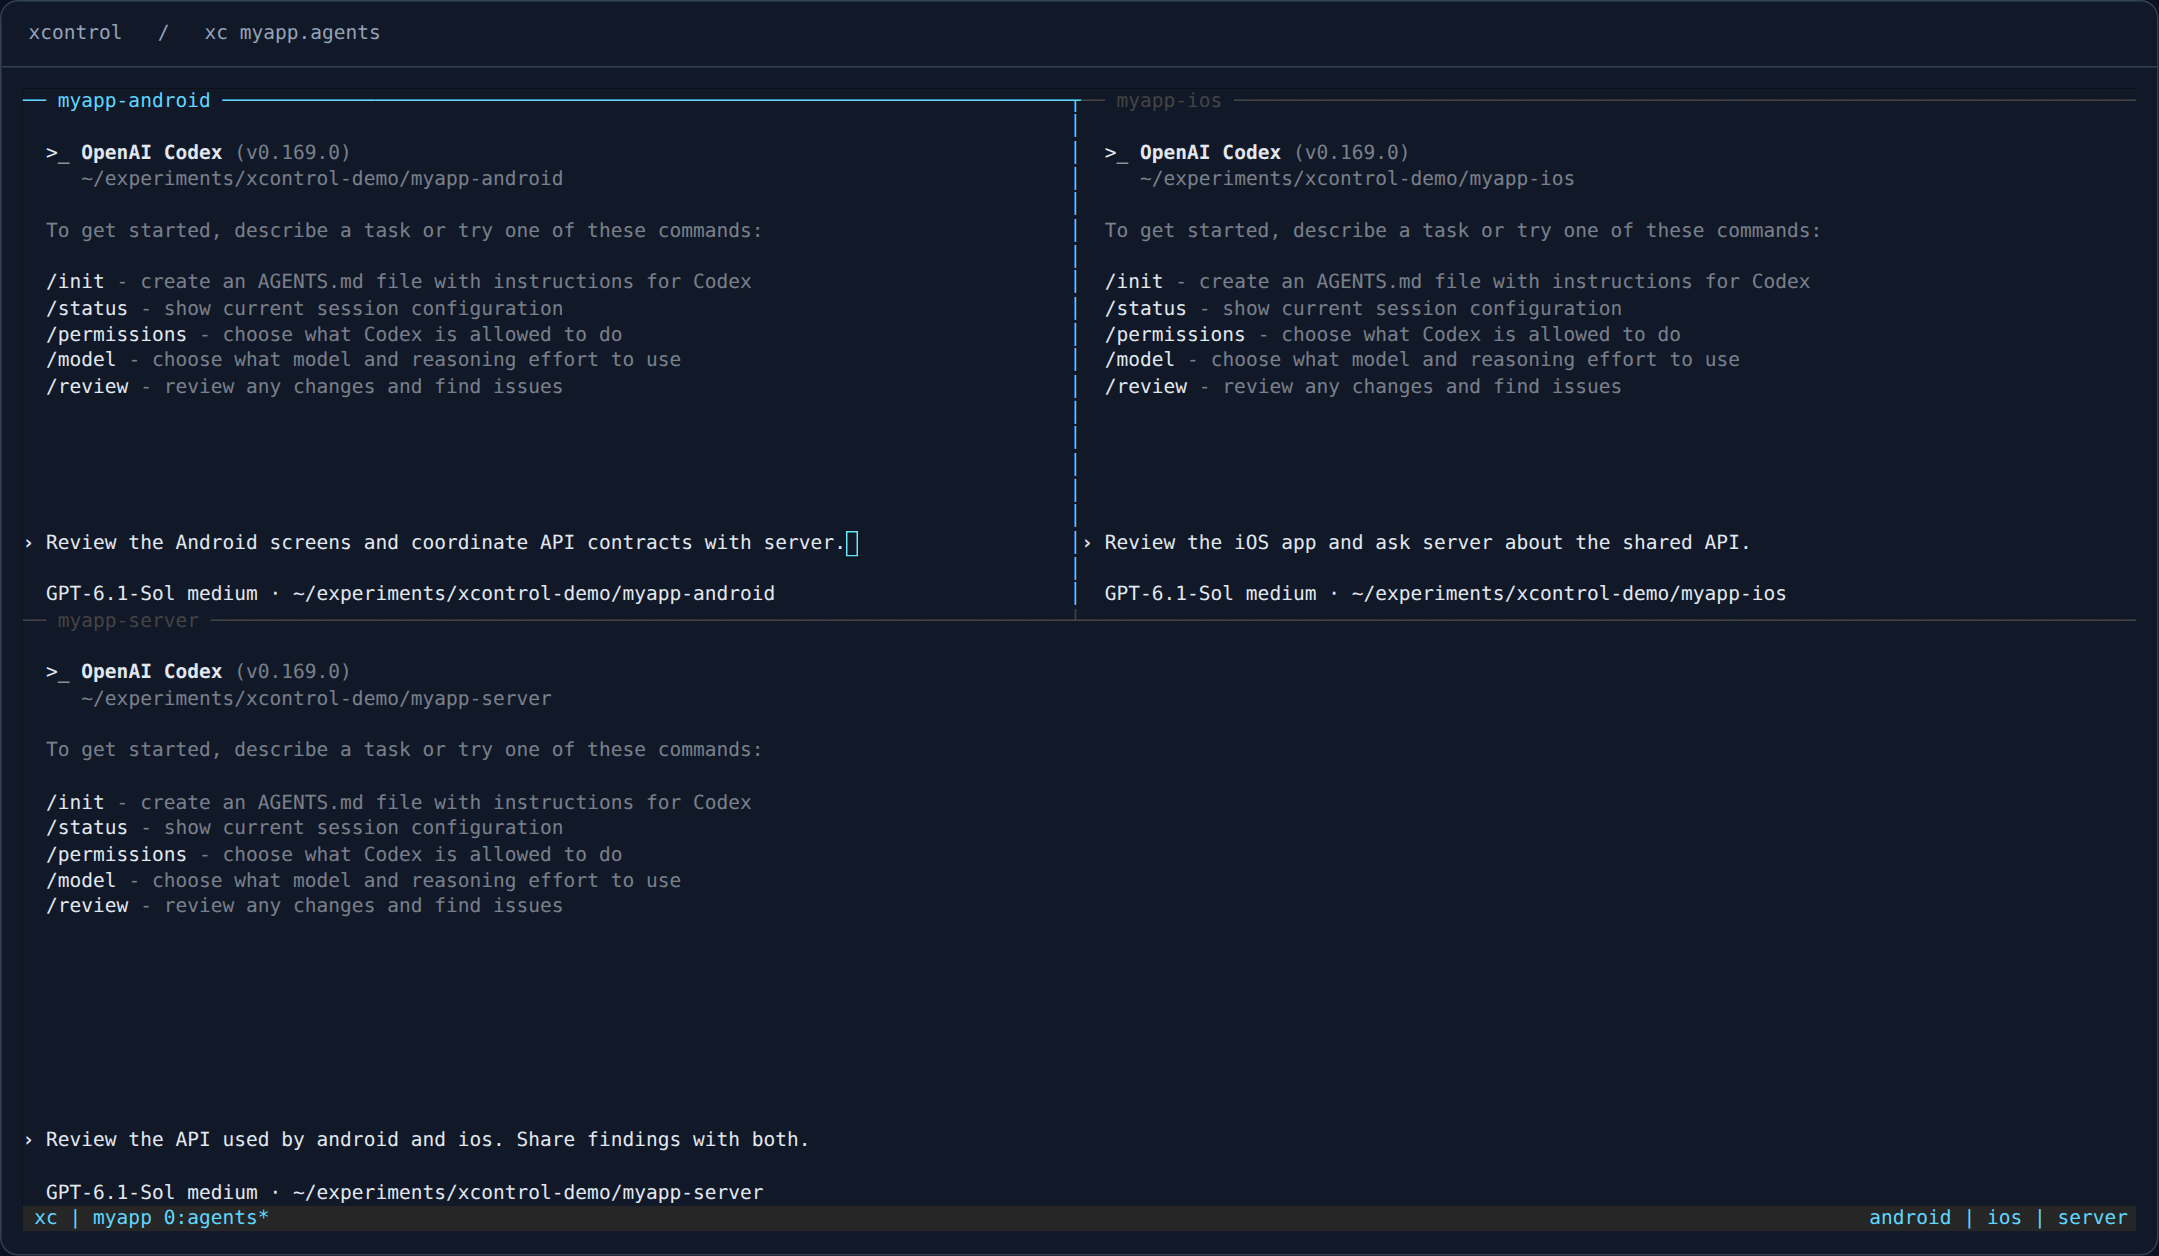 xcontrol / xc myapp.agents
myapp-android
>_ OpenAI Codex (v0.169.0)
~/experiments/xcontrol-demo/myapp-android
To get started, describe a task or try one of these commands:
/init - create an AGENTS.md file with instructions for Codex
/status - show current session configuration
/permissions - choose what Codex is allowed to do
/model - choose what model and reasoning effort to use
/review - review any changes and find issues
› Review the Android screens and coordinate API contracts with server.
GPT-6.1-Sol medium · ~/experiments/xcontrol-demo/myapp-android
myapp-ios
>_ OpenAI Codex (v0.169.0)
~/experiments/xcontrol-demo/myapp-ios
To get started, describe a task or try one of these commands:
/init - create an AGENTS.md file with instructions for Codex
/status - show current session configuration
/permissions - choose what Codex is allowed to do
/model - choose what model and reasoning effort to use
/review - review any changes and find issues
› Review the iOS app and ask server about the shared API.
GPT-6.1-Sol medium · ~/experiments/xcontrol-demo/myapp-ios
myapp-server
>_ OpenAI Codex (v0.169.0)
~/experiments/xcontrol-demo/myapp-server
To get started, describe a task or try one of these commands:
/init - create an AGENTS.md file with instructions for Codex
/status - show current session configuration
/permissions - choose what Codex is allowed to do
/model - choose what model and reasoning effort to use
/review - review any changes and find issues
› Review the API used by android and ios. Share findings with both.
GPT-6.1-Sol medium · ~/experiments/xcontrol-demo/myapp-server
xc | myapp 0:agents*
android | ios | server